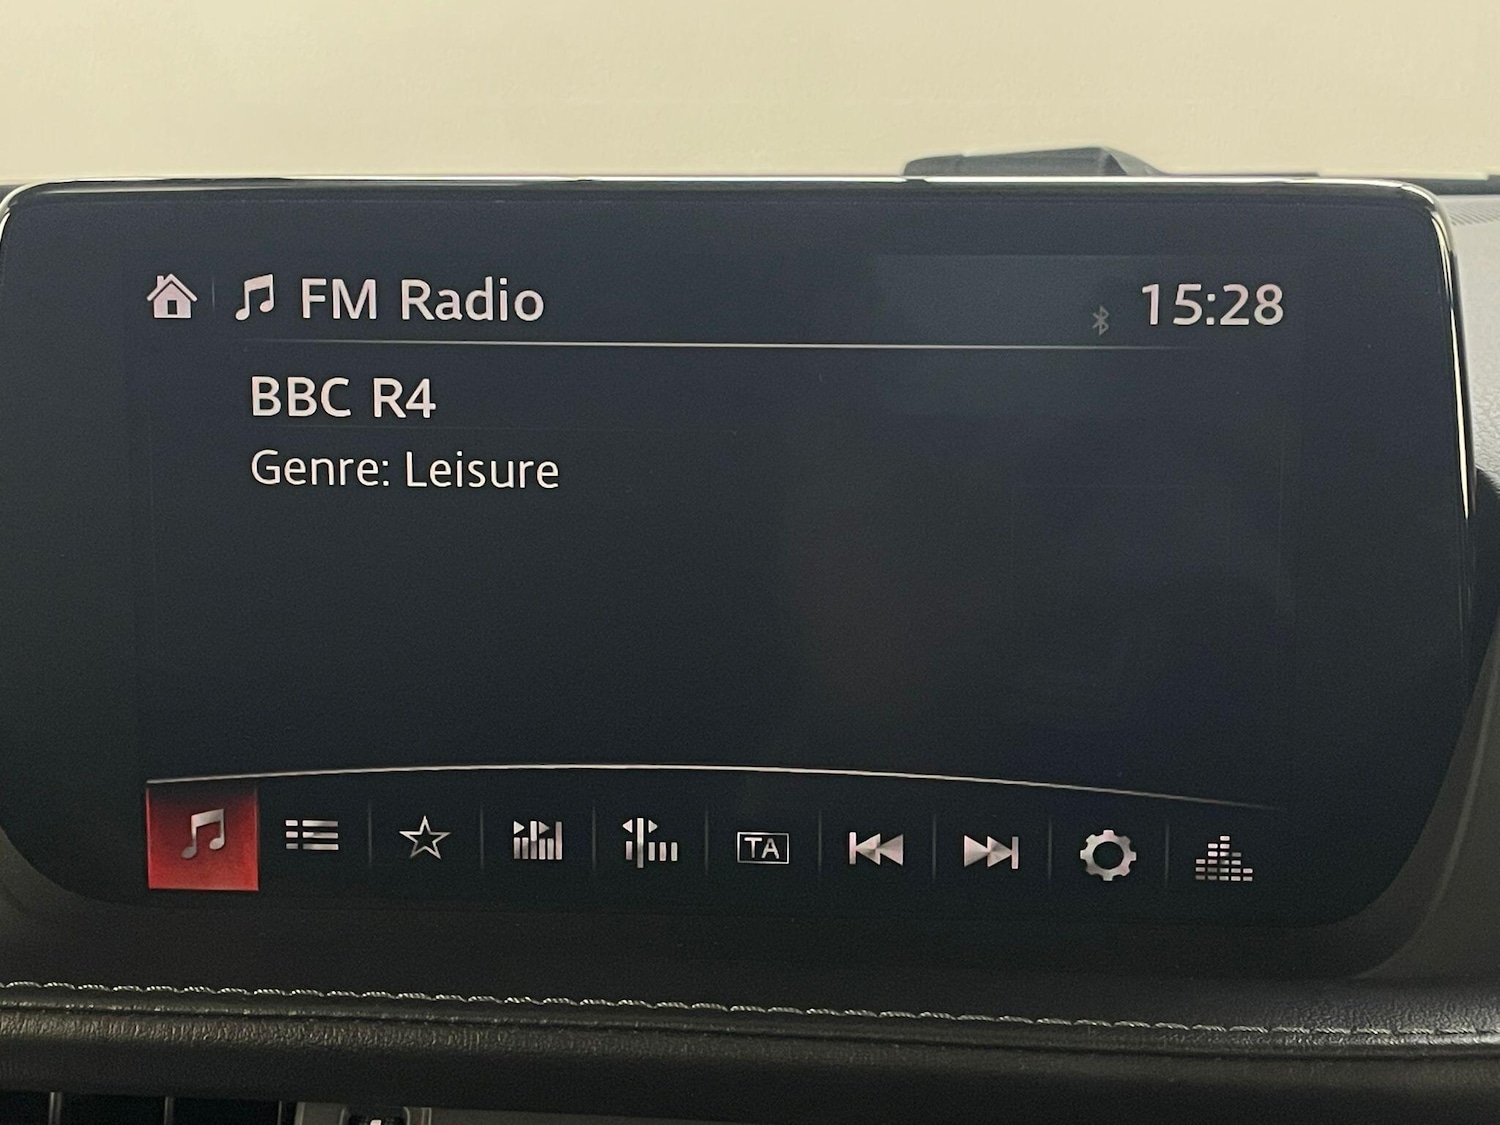 FM Radio
15:28
BBC R4
Genre: Leisure
TA